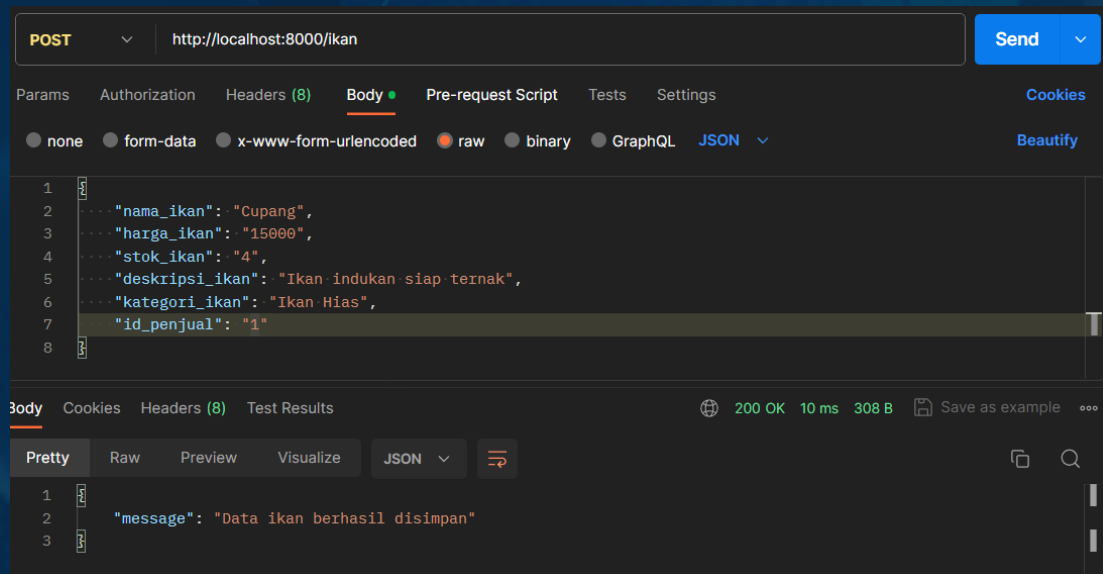 POST http://localhost:8000/ikan Send
Params Authorization Headers (8) Body Pre-request Script Tests Settings Cookies
none form-data x-www-form-urlencoded raw binary GraphQL JSON Beautify
1 {
2 "nama_ikan": "Cupang",
3 "harga_ikan": "15000",
4 "stok_ikan": "4",
5 "deskripsi_ikan": "Ikan indukan siap ternak",
6 "kategori_ikan": "Ikan Hias",
7 "id_penjual": "1"
8 }
Body Cookies Headers (8) Test Results 200 OK 10 ms 308 B Save as example
Pretty Raw Preview Visualize JSON
1 {
2 "message": "Data ikan berhasil disimpan"
3 }